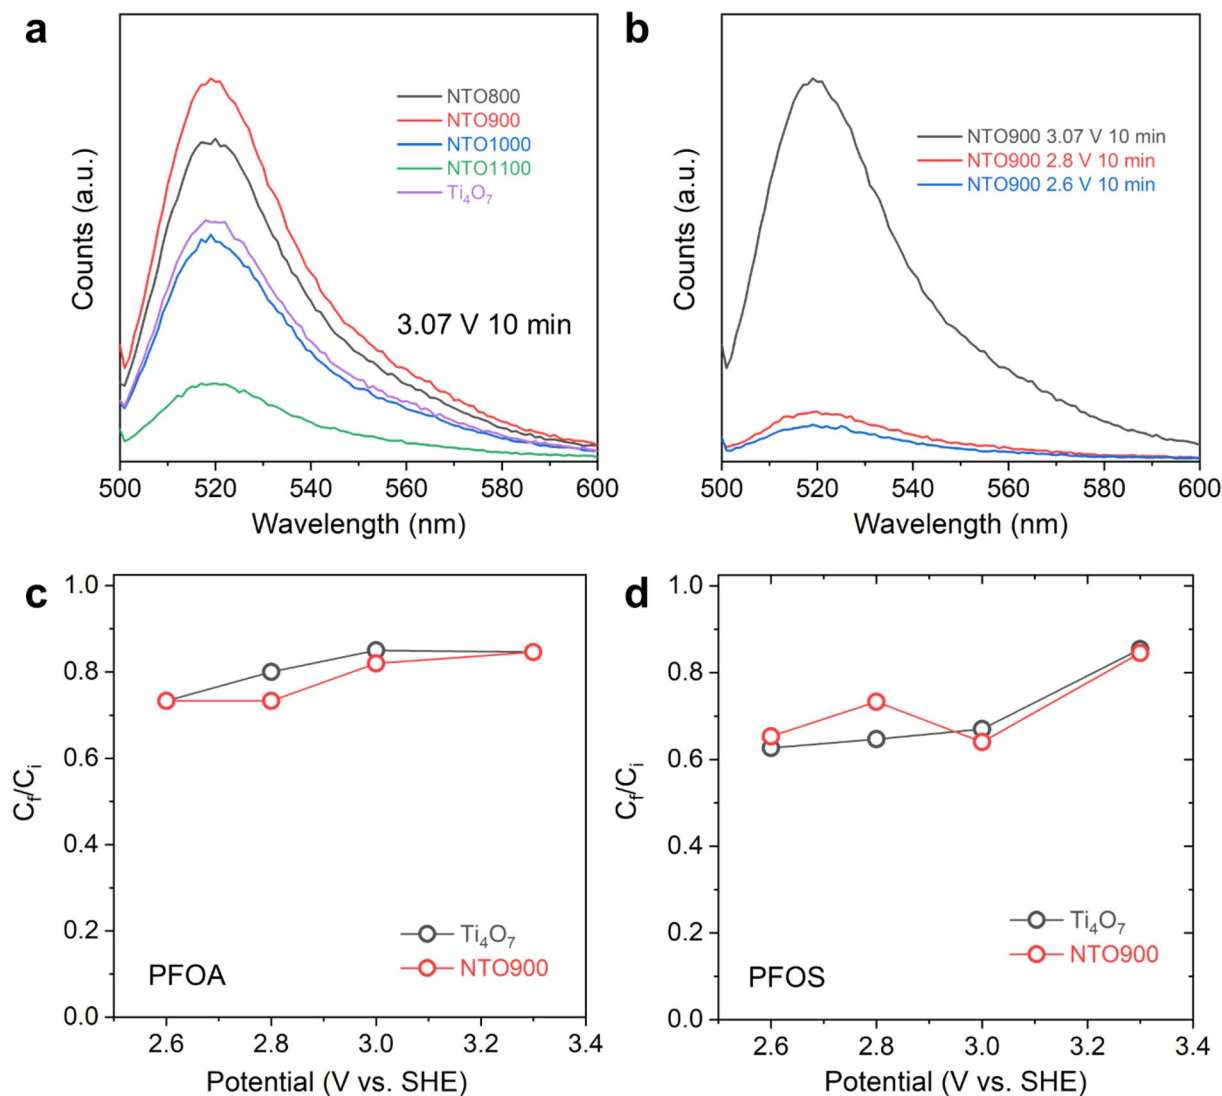 a
NTO800
NTO900
NTO1000
NTO1100
Ti₄O₇
3.07 V 10 min
Counts (a.u.)
500 520 540 560 580 600
Wavelength (nm)
b
NTO900 3.07 V 10 min
NTO900 2.8 V 10 min
NTO900 2.6 V 10 min
Counts (a.u.)
500 520 540 560 580 600
Wavelength (nm)
c
1.0
0.8
0.6
0.4
0.2
0.0
C_f/C_i
Ti₄O₇
NTO900
PFOA
2.6 2.8 3.0 3.2 3.4
Potential (V vs. SHE)
d
1.0
0.8
0.6
0.4
0.2
0.0
C_f/C_i
Ti₄O₇
NTO900
PFOS
2.6 2.8 3.0 3.2 3.4
Potential (V vs. SHE)